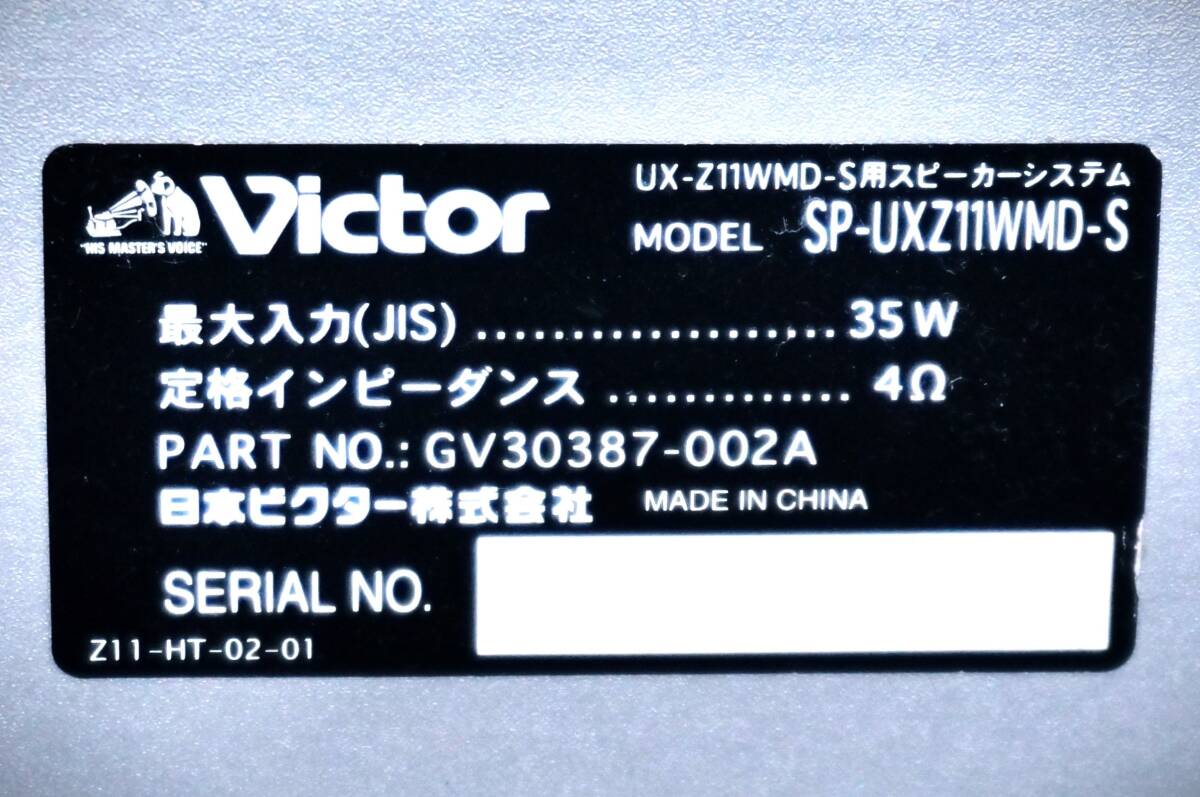 UX-Z11WMD-S用スピーカーシステム
Victor
"HIS MASTER'S VOICE"
MODEL SP-UXZ11WMD-S
最大入力(JIS) ................... 35W
定格インピーダンス ............. 4Ω
PART NO.: GV30387-002A
日本ビクター株式会社 MADE IN CHINA
SERIAL NO.
Z11-HT-02-01